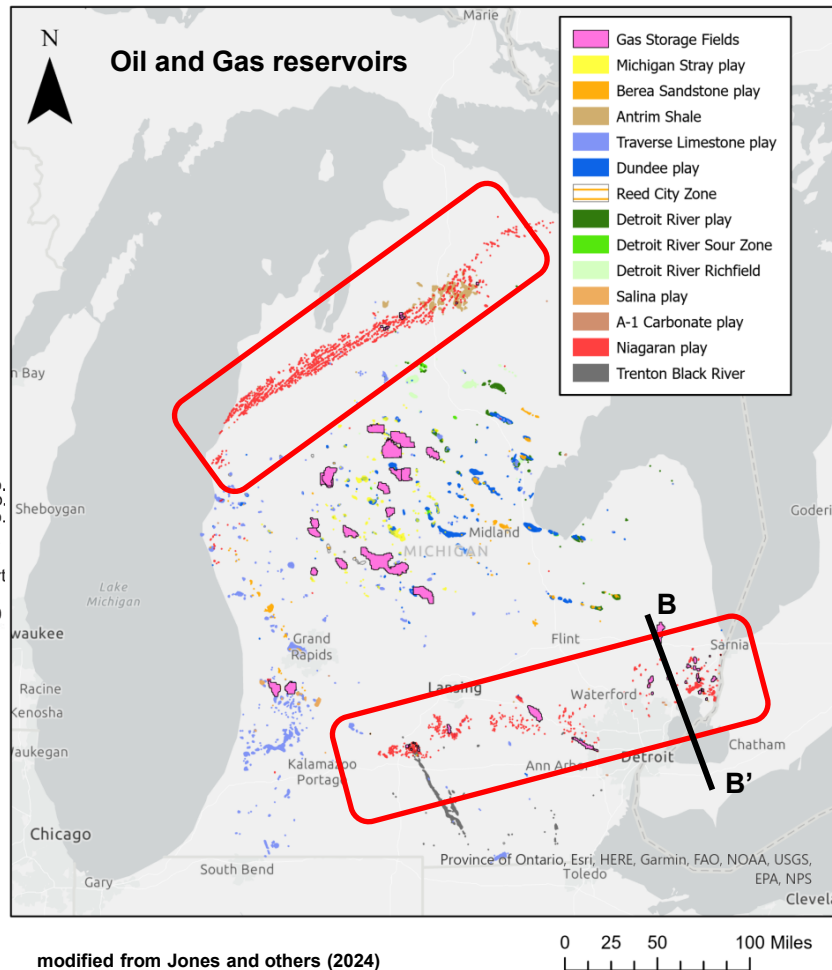 Marie
N
Oil and Gas reservoirs
Gas Storage Fields
Michigan Stray play
Berea Sandstone play
Antrim Shale
Traverse Limestone play
Dundee play
Reed City Zone
Detroit River play
Detroit River Sour Zone
Detroit River Richfield
Salina play
A-1 Carbonate play
Niagaran play
Trenton Black River
n Bay
Sheboygan
Goderi
Midland
MICHIGAN
Lake
Michigan
rt
)
B
waukee
Grand
Rapids
Flint
Sarnia
Racine
Kenosha
Lansing
Waterford
Waukegan
Kalamazoo
Portage
Ann Arbor
Detroit
Chatham
B'
Chicago
Gary
South Bend
Toledo
Province of Ontario, Esri, HERE, Garmin, FAO, NOAA, USGS,
EPA, NPS
Clevela
modified from Jones and others (2024)
0 25 50 100 Miles